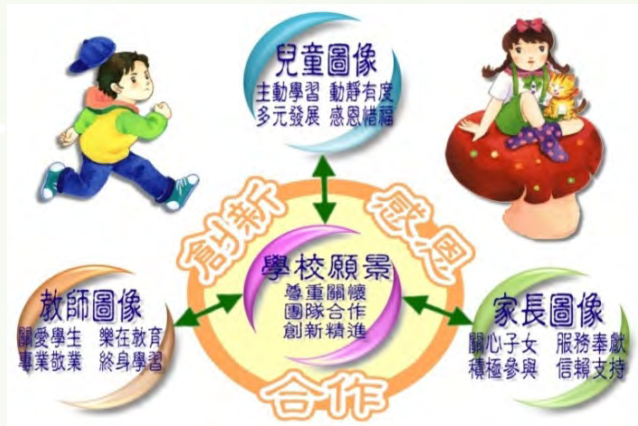 兒童圖像
主動學習 動靜有度
多元發展 感恩惜福
創新
感恩
學校願景
尊重關懷
團隊合作
創新精進
教師圖像
關愛學生 樂在教育
專業敬業 終身學習
家長圖像
關心子女 服務奉獻
積極參與 信賴支持
合作